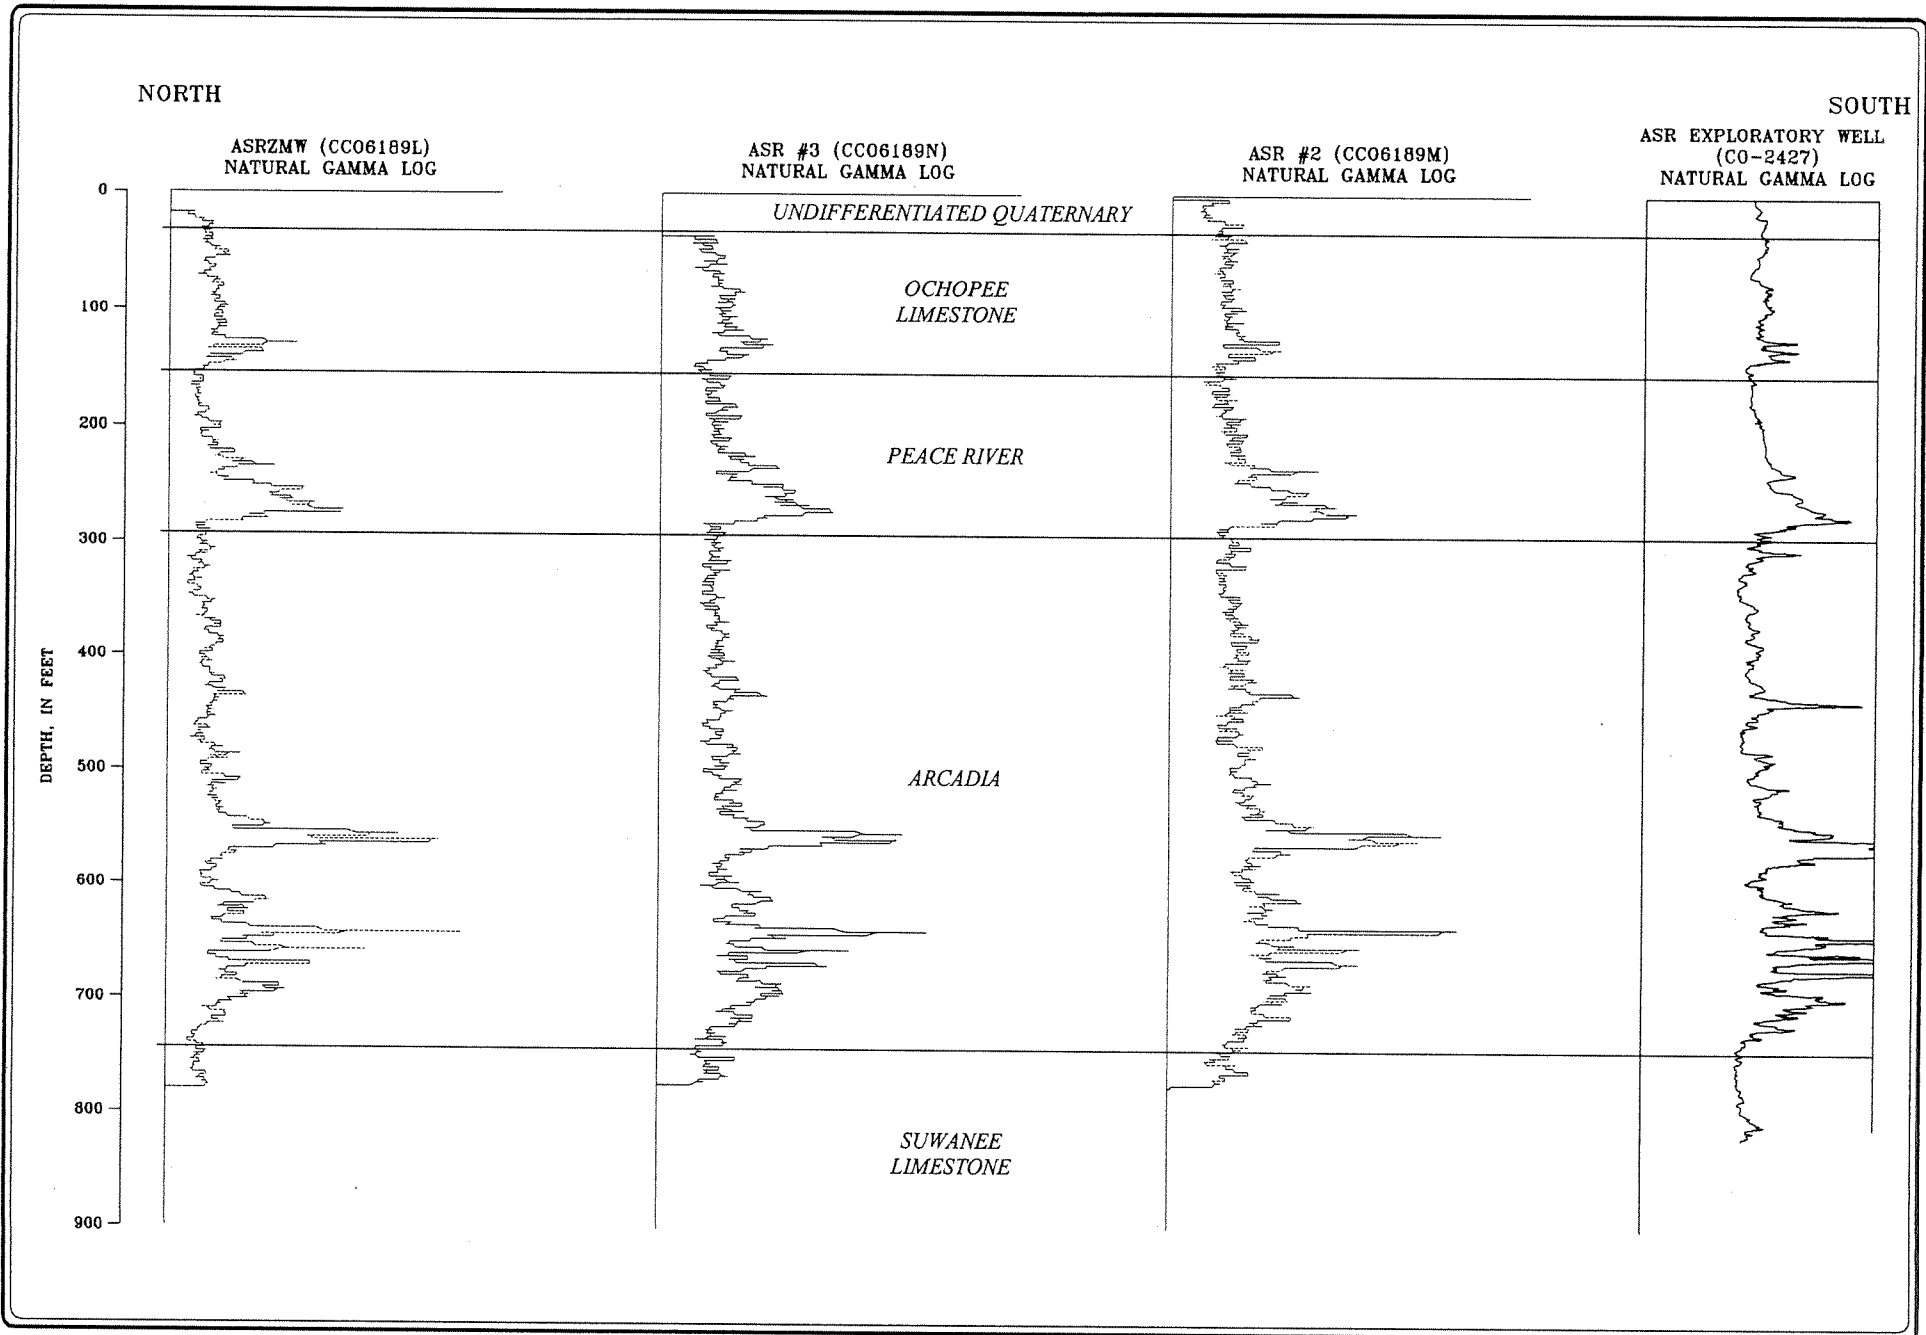 NORTH
SOUTH
ASRZMW (CC06189L)
NATURAL GAMMA LOG
ASR #3 (CC06189N)
NATURAL GAMMA LOG
ASR #2 (CC06189M)
NATURAL GAMMA LOG
ASR EXPLORATORY WELL
(CO-2427)
NATURAL GAMMA LOG
UNDIFFERENTIATED QUATERNARY
OCHOPEE
LIMESTONE
PEACE RIVER
ARCADIA
SUWANEE
LIMESTONE
DEPTH, IN FEET
0
100
200
300
400
500
600
700
800
900